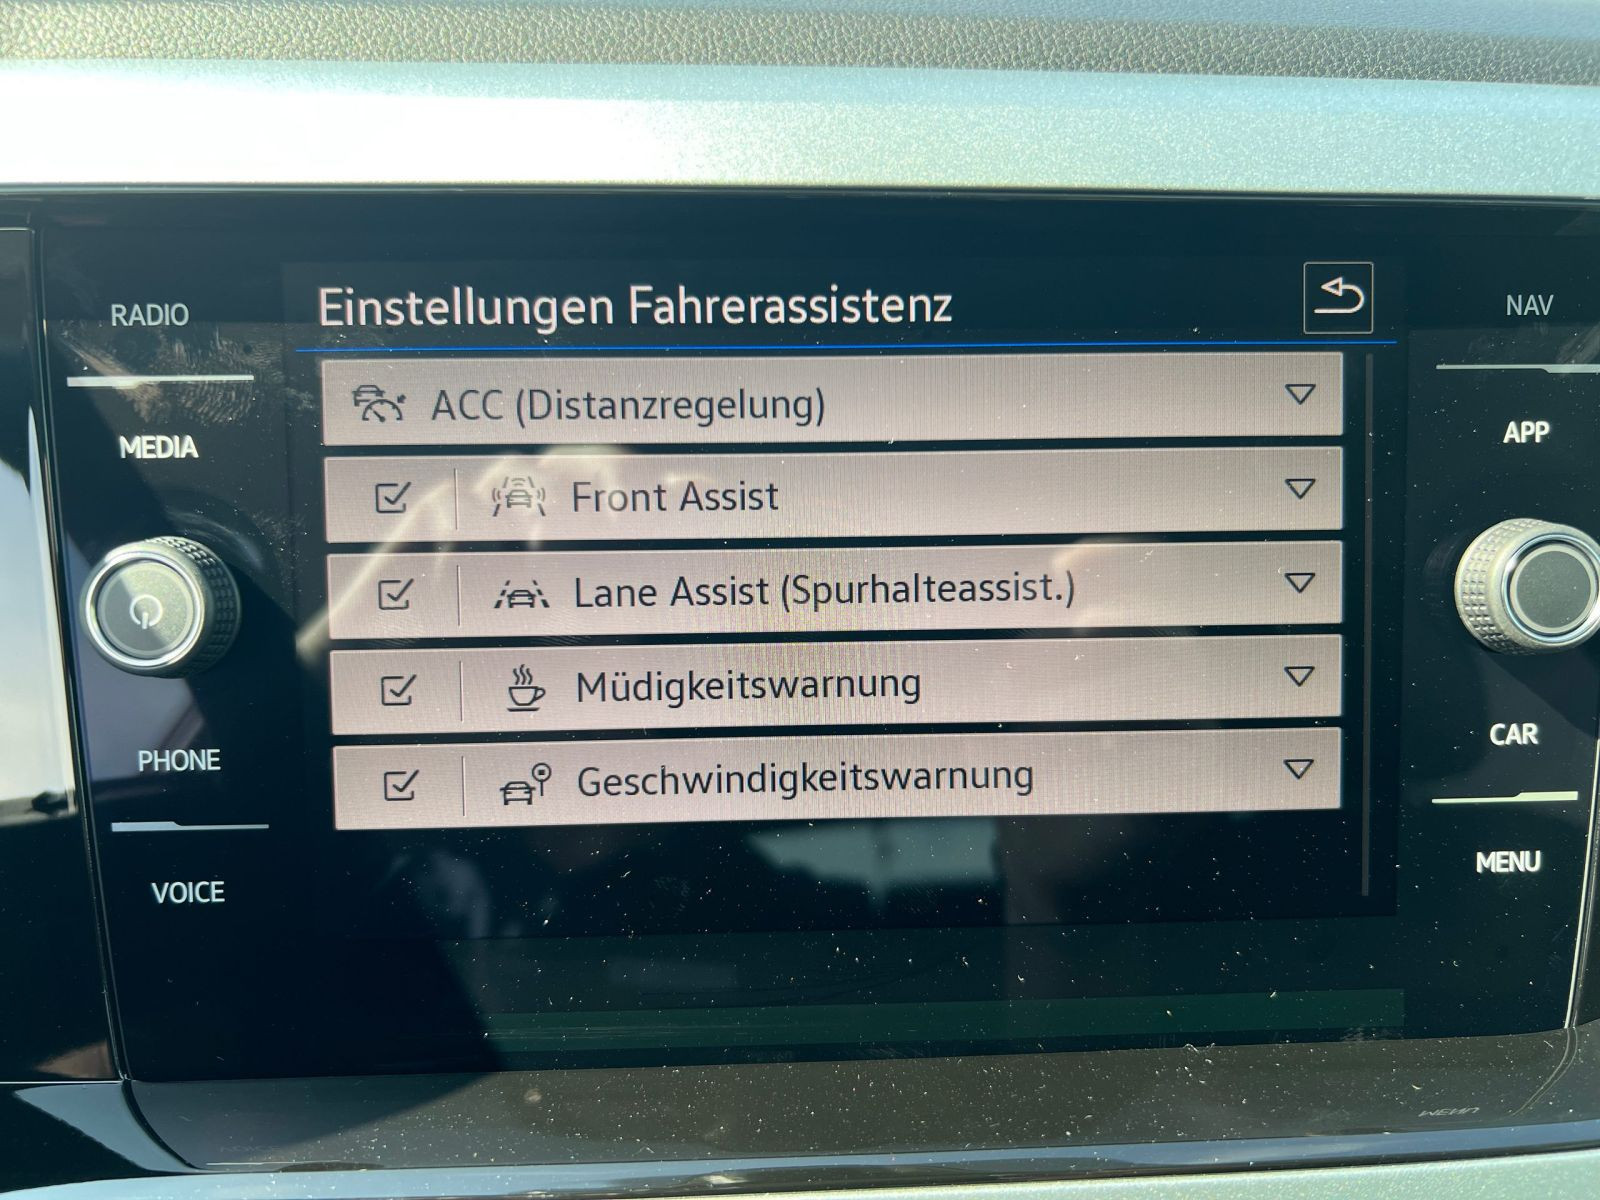 Einstellungen Fahrerassistenz
ACC (Distanzregelung)
Front Assist
Lane Assist (Spurhalteassist.)
Müdigkeitswarnung
Geschwindigkeitswarnung
RADIO
MEDIA
PHONE
VOICE
NAV
APP
CAR
MENU